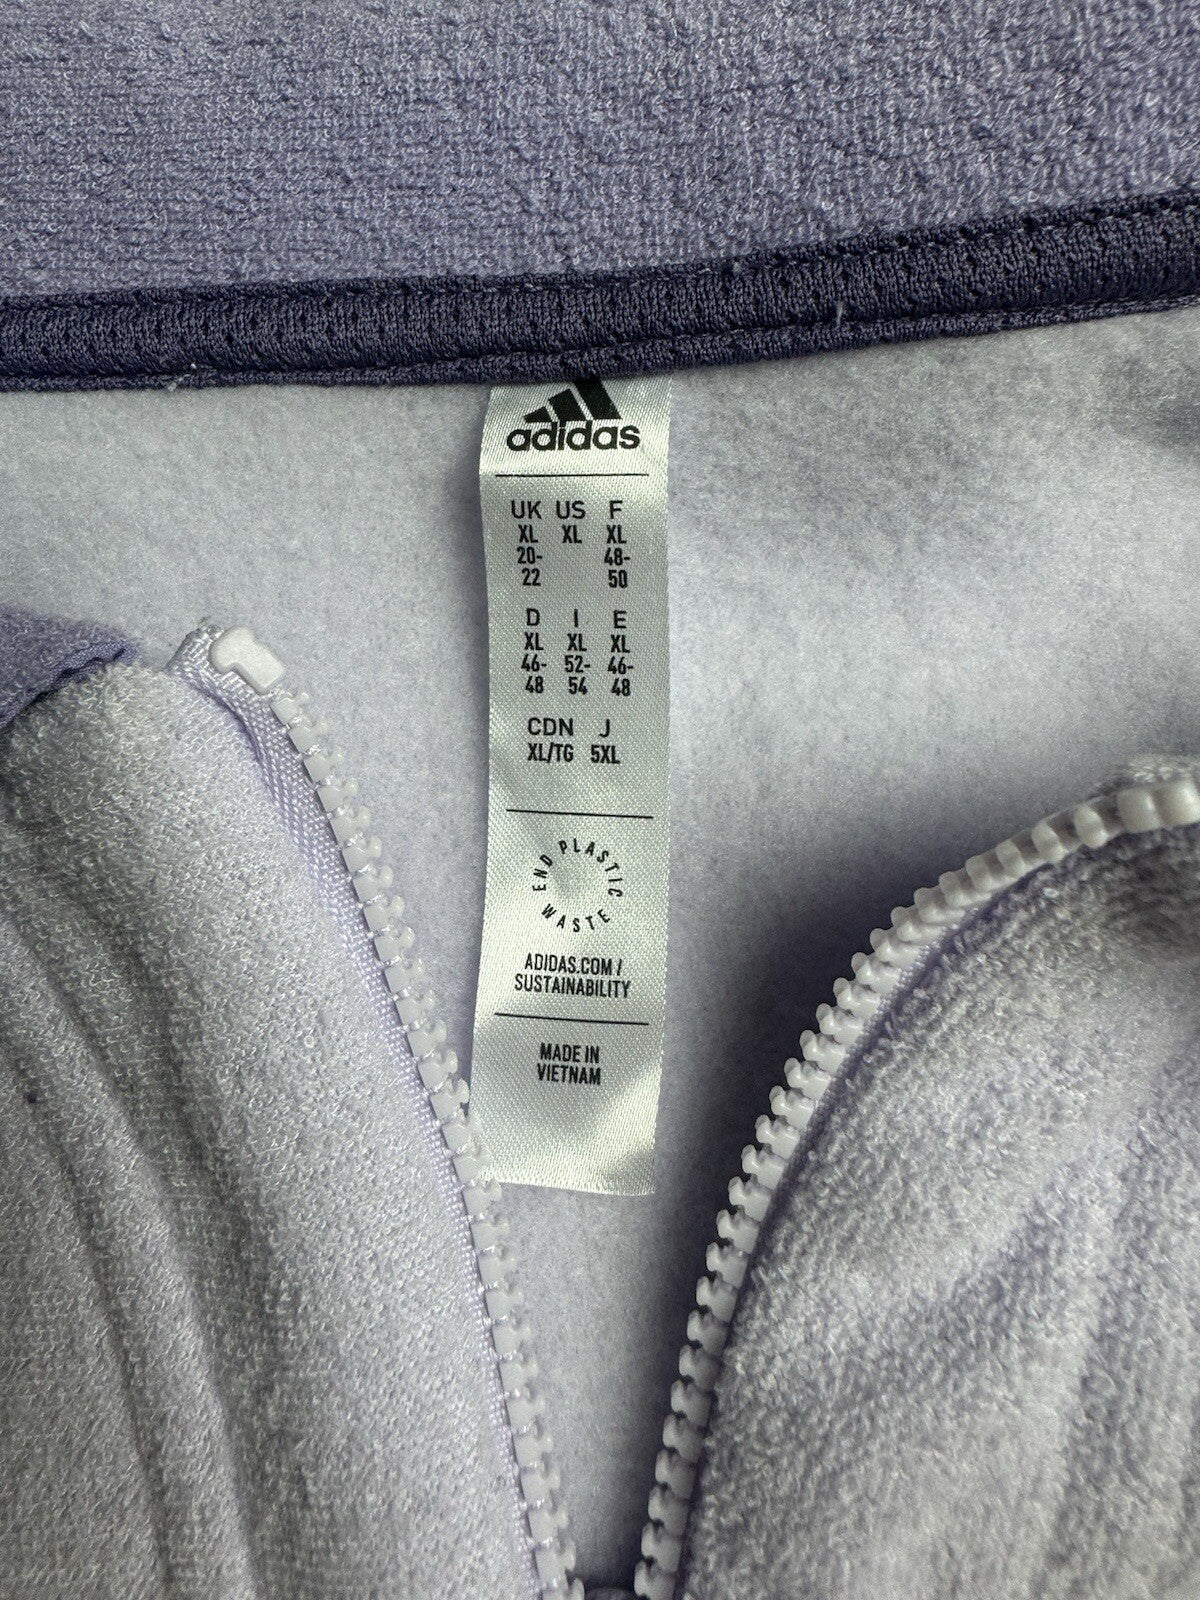 adidas
UK US F
XL XL XL
20- 48-
22 50
D I E
XL XL XL
46- 52- 46-
48 54 48
CDN J
XL/TG 5XL
END PLASTIC WASTE
ADIDAS.COM/
SUSTAINABILITY
MADE IN
VIETNAM